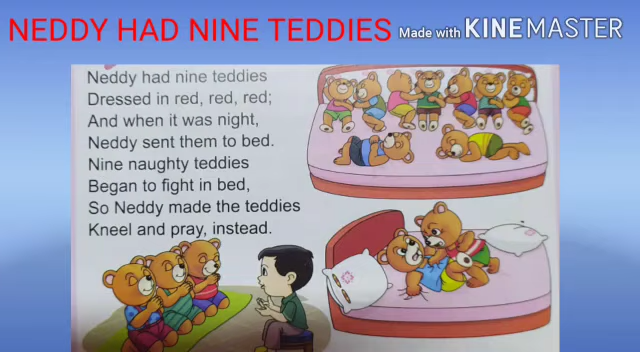 NEDDY HAD NINE TEDDIES
Made with KINEMASTER
Neddy had nine teddies
Dressed in red, red, red;
And when it was night,
Neddy sent them to bed.
Nine naughty teddies
Began to fight in bed,
So Neddy made the teddies
Kneel and pray, instead.